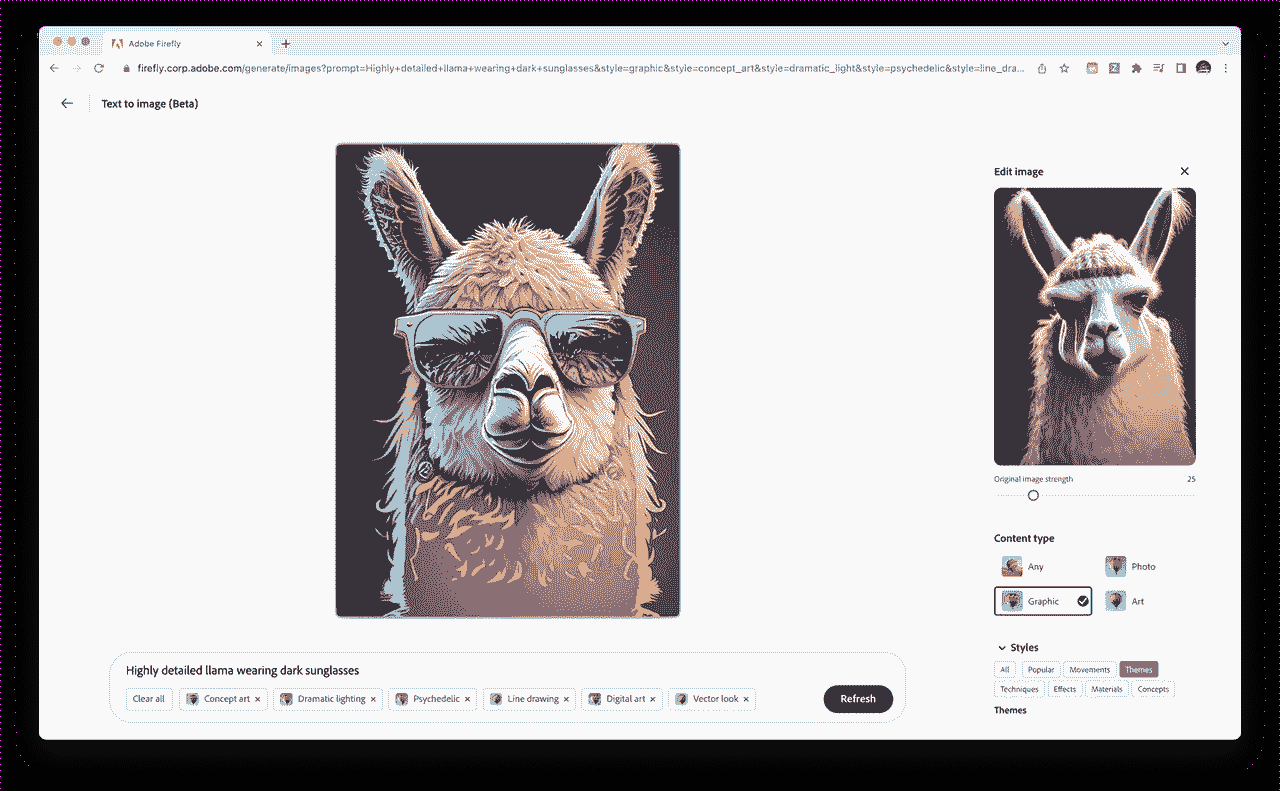 Adobe Firefly
firefly.corp.adobe.com/generate/images?prompt=Highly+detailed+llama+wearing+dark+sunglasses&style=graphic&style=concept_art&style=dramatic_light&style=psychedelic&style=line_dra...
Text to image (Beta)
Edit image
Original image strength 25
Content type
Any Photo
Graphic Art
Styles
All Popular Movements Themes
Techniques Effects Materials Concepts
Themes
Highly detailed llama wearing dark sunglasses
Clear all Concept art × Dramatic lighting × Psychedelic × Line drawing × Digital art × Vector look ×
Refresh